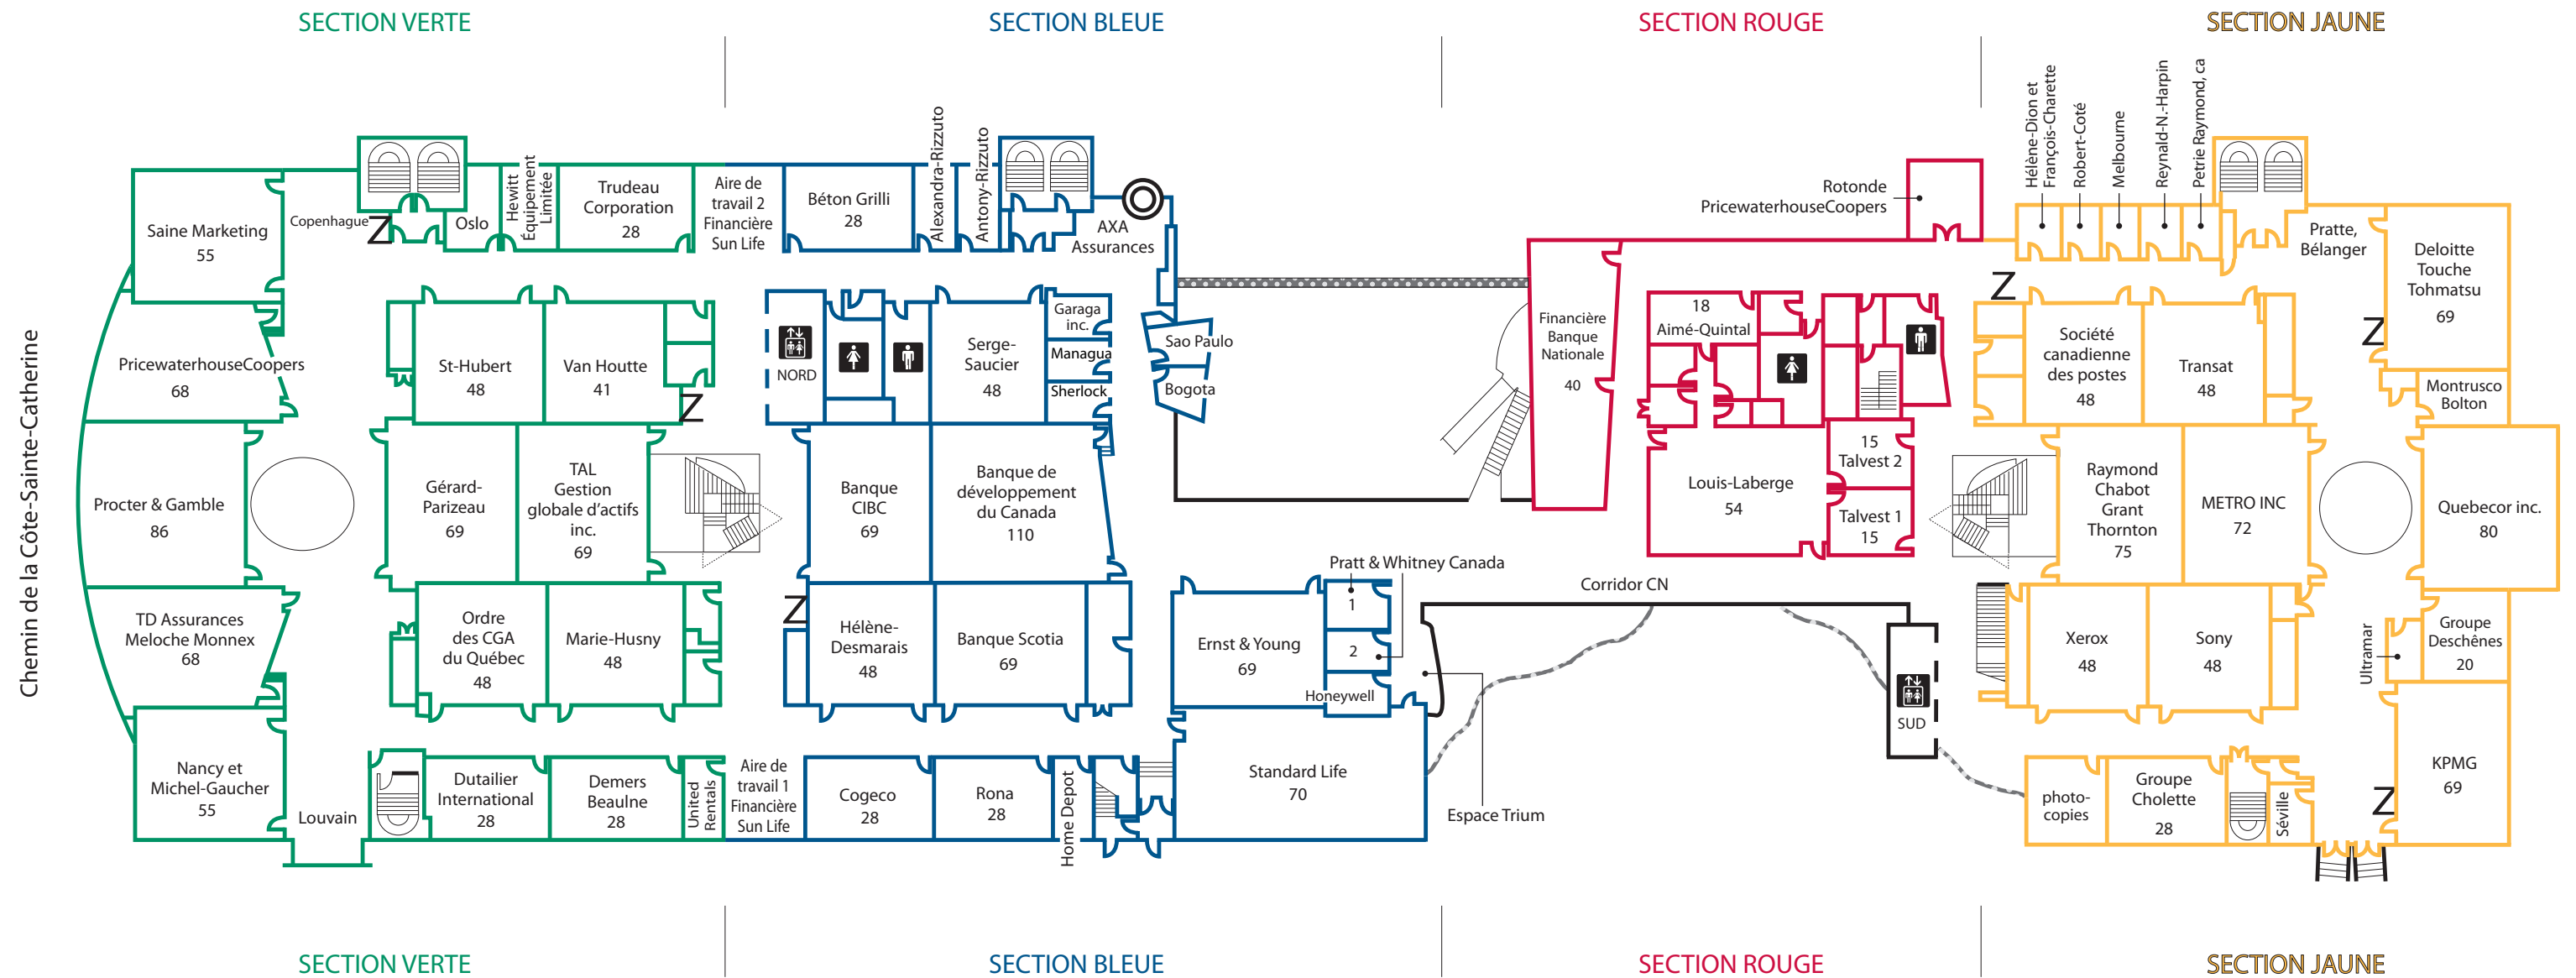 SECTION VERTE
SECTION BLEUE
SECTION ROUGE
SECTION JAUNE
Chemin de la Côte-Sainte-Catherine
Saine Marketing
55
Copenhague
Z
Oslo
Hewitt
Équipement
Limitée
Trudeau
Corporation
28
Aire de
travail 2
Financière
Sun Life
Béton Grilli
28
Alexandra-Rizzuto
Antony-Rizzuto
AXA
Assurances
Rotonde
PricewaterhouseCoopers
Hélène-Dion et
François-Charette
Robert-Coté
Melbourne
Reynald-N.-Harpin
Petrie Raymond, ca
Pratte,
Bélanger
Deloitte
Touche
Tohmatsu
69
PricewaterhouseCoopers
68
St-Hubert
48
Van Houtte
41
Z
NORD
Serge-
Saucier
48
Garaga
inc.
Managua
Sherlock
Sao Paulo
Bogota
Financière
Banque
Nationale
40
18
Aimé-Quintal
Z
Société
canadienne
des postes
48
Transat
48
Z
Montrusco
Bolton
Procter & Gamble
86
Gérard-
Parizeau
69
TAL
Gestion
globale d'actifs
inc.
69
Banque
CIBC
69
Banque de
développement
du Canada
110
Louis-Laberge
54
15
Talvest 2
Talvest 1
15
Raymond
Chabot
Grant
Thornton
75
METRO INC
72
Quebecor inc.
80
TD Assurances
Meloche Monnex
68
Ordre
des CGA
du Québec
48
Marie-Husny
48
Z
Hélène-
Desmarais
48
Banque Scotia
69
Ernst & Young
69
Pratt & Whitney Canada
1
2
Honeywell
Corridor CN
Espace Trium
SUD
Xerox
48
Sony
48
Ultramar
Groupe
Deschênes
20
Nancy et
Michel-Gaucher
55
Louvain
Dutailier
International
28
Demers
Beaulne
28
United
Rentals
Aire de
travail 1
Financière
Sun Life
Cogeco
28
Rona
28
Home Depot
Standard Life
70
photo-
copies
Groupe
Cholette
28
Séville
Z
KPMG
69
SECTION VERTE
SECTION BLEUE
SECTION ROUGE
SECTION JAUNE